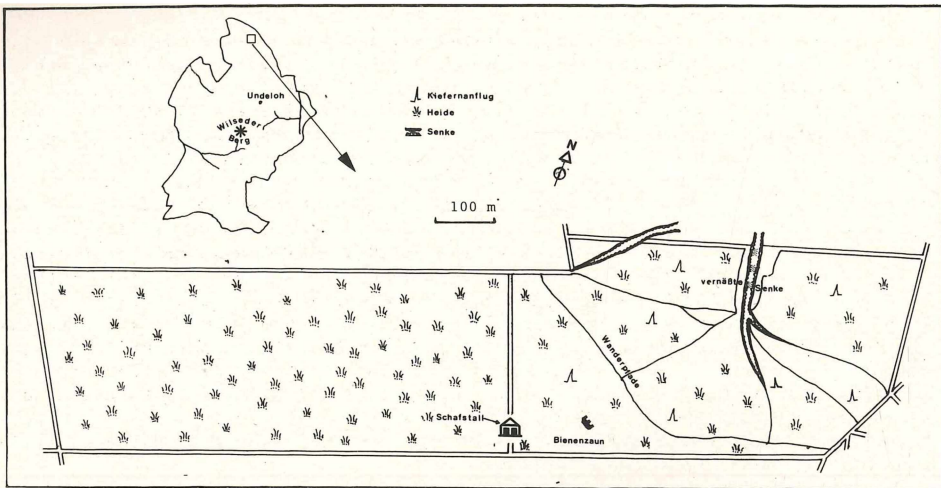 Undeloh
Wilseder
Berg
Kiefernanflug
Heide
Senke
N
100 m
vernäßte
Senke
Wanderpfade
Schafstall
Bienenzaun